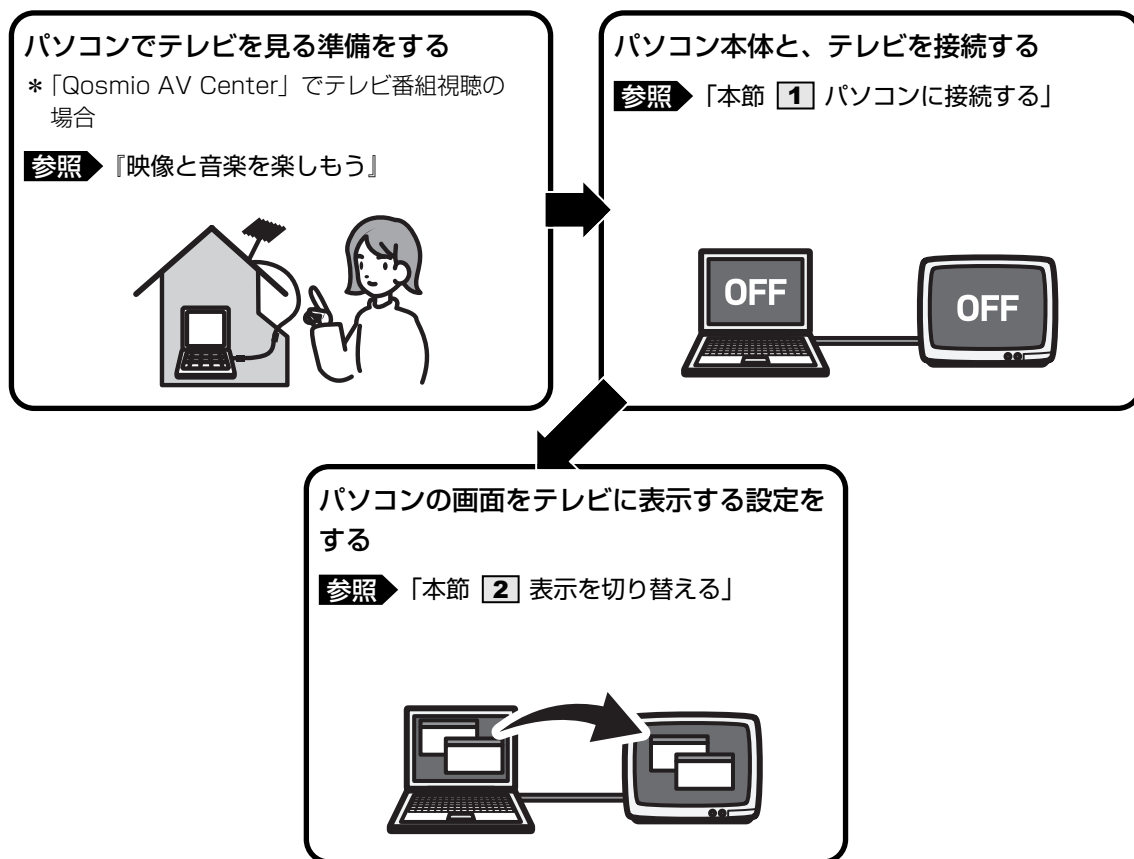 パソコンでテレビを見る準備をする
*「Qosmio AV Center」でテレビ番組視聴の
場合
参照 『映像と音楽を楽しもう』
パソコン本体と、テレビを接続する
参照 「本節 1 パソコンに接続する」
OFF
OFF
パソコンの画面をテレビに表示する設定を
する
参照 「本節 2 表示を切り替える」